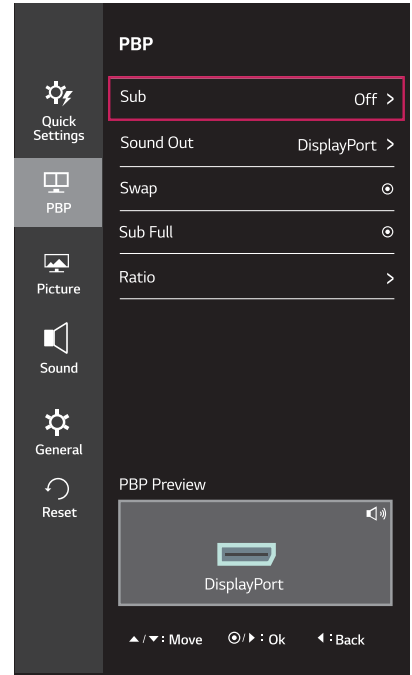 PBP
Quick
Settings
PBP
Picture
Sound
General
Reset
Sub Off >
Sound Out DisplayPort >
Swap
Sub Full
Ratio >
PBP Preview
DisplayPort
▲/▼: Move ◉/▶: Ok ◀: Back